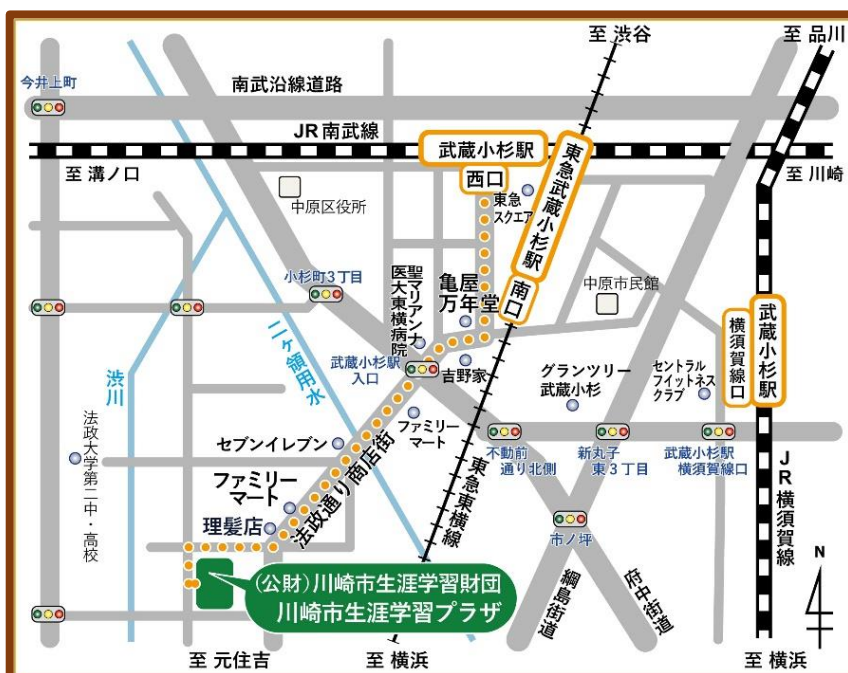 至 渋谷
至 品川
今井上町
南武沿線道路
JR南武線
武蔵小杉駅
西口
東急武蔵小杉駅
南口
至 溝ノ口
至 川崎
中原区役所
東急
スクエア
小杉町3丁目
聖マリアンナ
医大東横病院
亀屋
万年堂
中原市民館
武蔵小杉駅
横須賀線口
二ヶ領用水
渋川
武蔵小杉駅
入口
吉野家
グランツリー
武蔵小杉
セントラル
フィットネス
クラブ
ファミリー
マート
セブンイレブン
法政大学第二中・高校
不動前
通り北側
新丸子
東3丁目
武蔵小杉駅
横須賀線口
ファミリー
マート
法政通り商店街
東急東横線
JR横須賀線
理髪店
市ノ坪
(公財)川崎市生涯学習財団
川崎市生涯学習プラザ
綱島街道
府中街道
N
至 元住吉
至 横浜
至 横浜